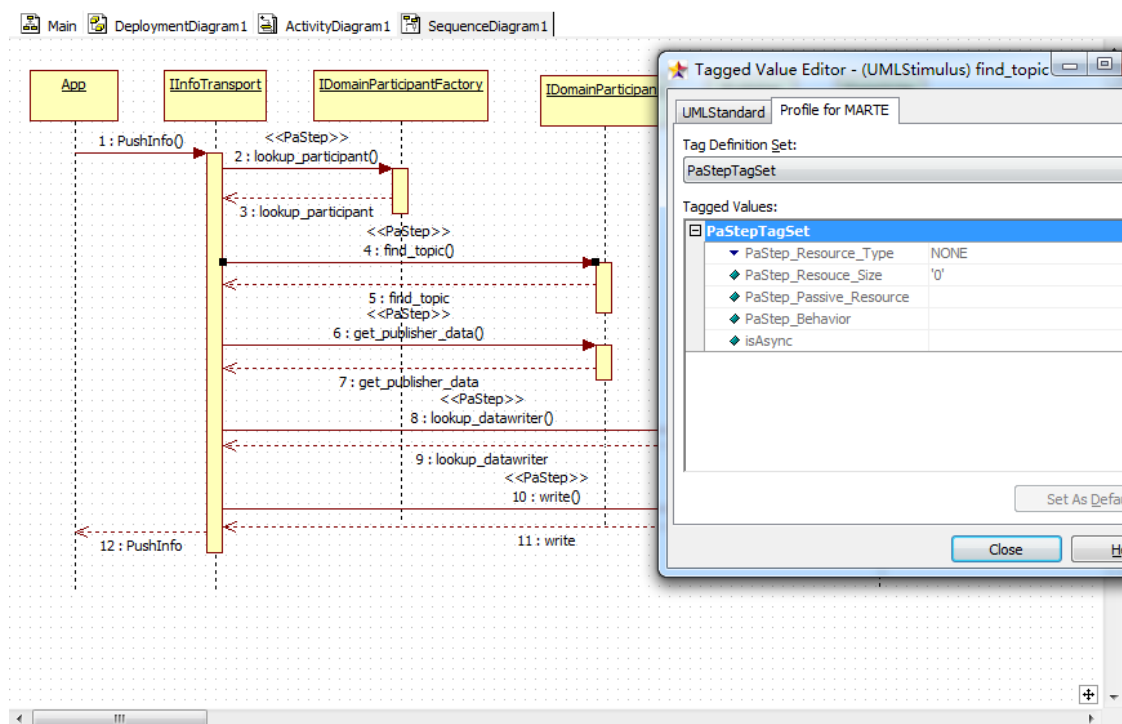 Main DeploymentDiagram1 ActivityDiagram1 SequenceDiagram1
App
IInfoTransport
IDomainParticipantFactory
IDomainParticipan
1 : PushInfo()
<<PaStep>>
2 : lookup_participant()
3 : lookup_participant
<<PaStep>>
4 : find_topic()
5 : find_topic
<<PaStep>>
6 : get_publisher_data()
7 : get_publisher_data
<<PaStep>>
8 : lookup_datawriter()
9 : lookup_datawriter
<<PaStep>>
10 : write()
11 : write
12 : PushInfo
Tagged Value Editor - (UMLStimulus) find_topic
UMLStandard Profile for MARTE
Tag Definition Set:
PaStepTagSet
Tagged Values:
PaStepTagSet
PaStep_Resource_Type NONE
PaStep_Resouce_Size '0'
PaStep_Passive_Resource
PaStep_Behavior
isAsync
Set As Defa
Close
H